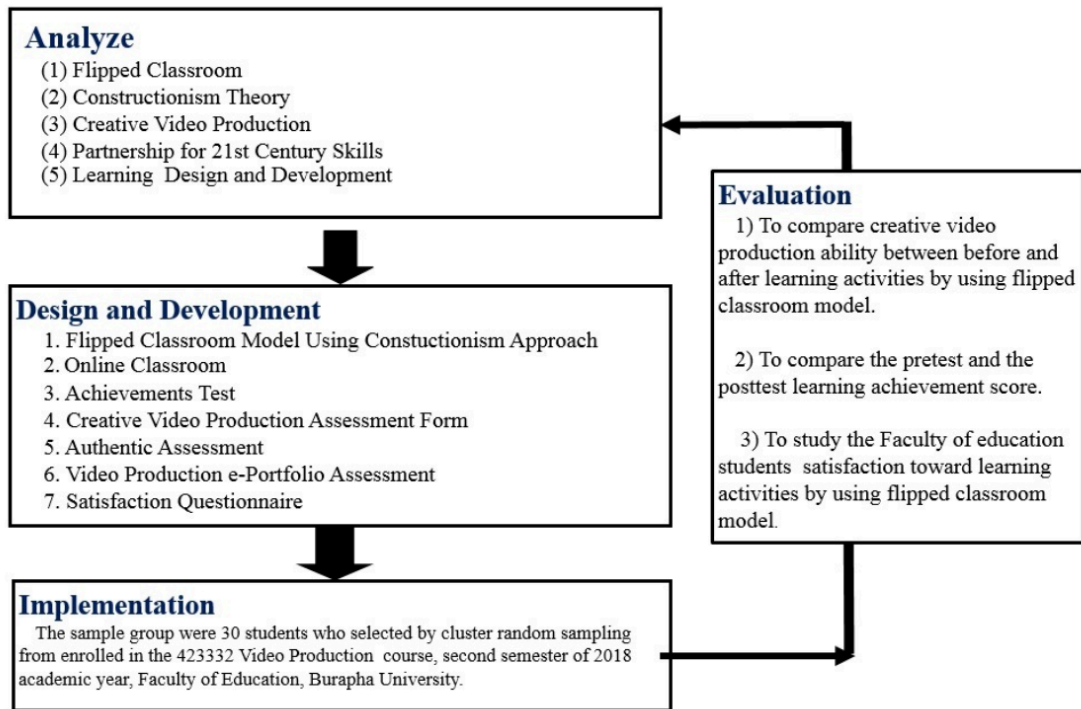 Analyze
(1) Flipped Classroom
(2) Constructionism Theory
(3) Creative Video Production
(4) Partnership for 21st Century Skills
(5) Learning Design and Development
Design and Development
1. Flipped Classroom Model Using Constuctionism Approach
2. Online Classroom
3. Achievements Test
4. Creative Video Production Assessment Form
5. Authentic Assessment
6. Video Production e-Portfolio Assessment
7. Satisfaction Questionnaire
Implementation
The sample group were 30 students who selected by cluster random sampling
from enrolled in the 423332 Video Production course, second semester of 2018
academic year, Faculty of Education, Burapha University.
Evaluation
1) To compare creative video
production ability between before and
after learning activities by using flipped
classroom model.
2) To compare the pretest and the
posttest learning achievement score.
3) To study the Faculty of education
students satisfaction toward learning
activities by using flipped classroom
model.